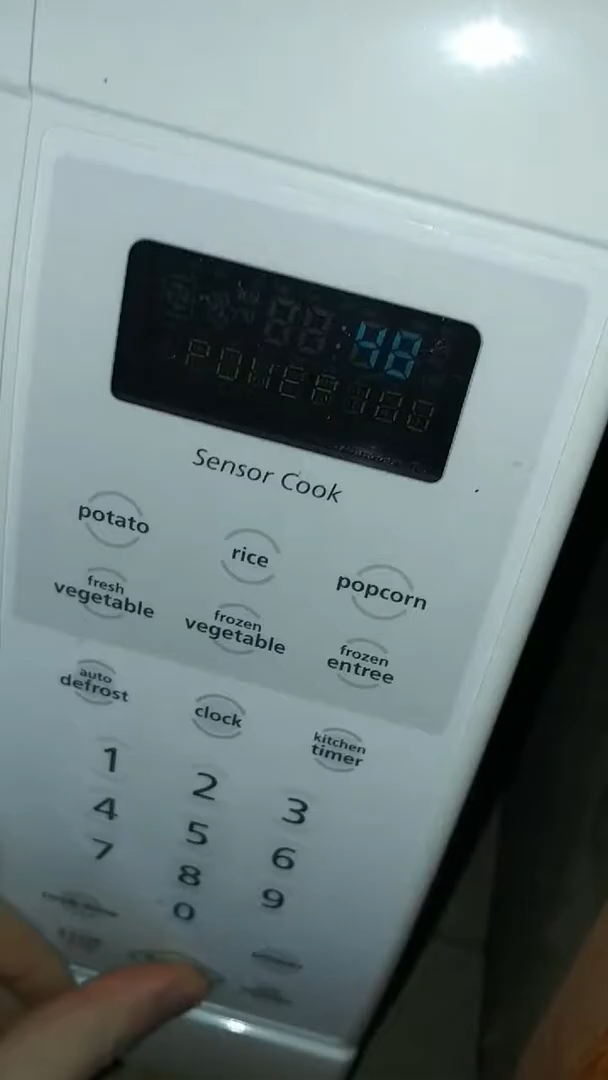 48
POWER 100
Sensor Cook
potato rice popcorn
fresh vegetable frozen vegetable frozen entree
auto defrost clock kitchen timer
1 2 3
4 5 6
7 8 9
0